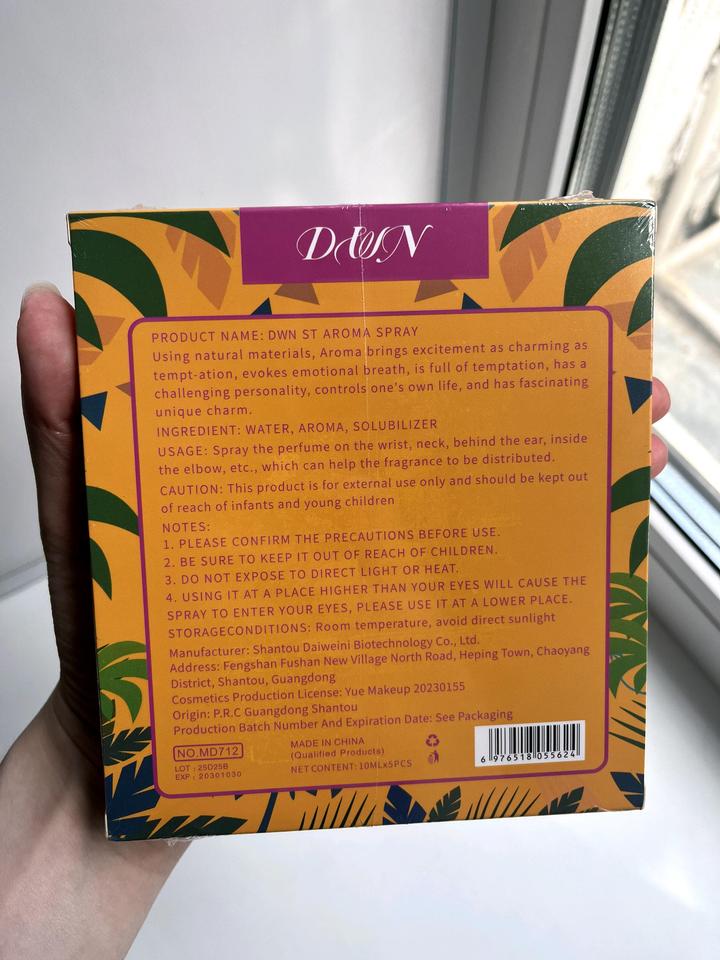 DWN
PRODUCT NAME: DWN ST AROMA SPRAY
Using natural materials, Aroma brings excitement as charming as
tempt-ation, evokes emotional breath, is full of temptation, has a
challenging personality, controls one's own life, and has fascinating
unique charm.
INGREDIENT: WATER, AROMA, SOLUBILIZER
USAGE: Spray the perfume on the wrist, neck, behind the ear, inside
the elbow, etc., which can help the fragrance to be distributed.
CAUTION: This product is for external use only and should be kept out
of reach of infants and young children
NOTES:
1. PLEASE CONFIRM THE PRECAUTIONS BEFORE USE.
2. BE SURE TO KEEP IT OUT OF REACH OF CHILDREN.
3. DO NOT EXPOSE TO DIRECT LIGHT OR HEAT.
4. USING IT AT A PLACE HIGHER THAN YOUR EYES WILL CAUSE THE
SPRAY TO ENTER YOUR EYES, PLEASE USE IT AT A LOWER PLACE.
STORAGECONDITIONS: Room temperature, avoid direct sunlight
Manufacturer: Shantou Daiweini Biotechnology Co., Ltd.
Address: Fengshan Fushan New Village North Road, Heping Town, Chaoyang
District, Shantou, Guangdong
Cosmetics Production License: Yue Makeup 20230155
Origin: P.R.C Guangdong Shantou
Production Batch Number And Expiration Date: See Packaging
NO.MD712
LOT : 25D25B
EXP : 20301030
MADE IN CHINA
(Qualified Products)
NET CONTENT: 10MLx5PCS
6 976518 055624